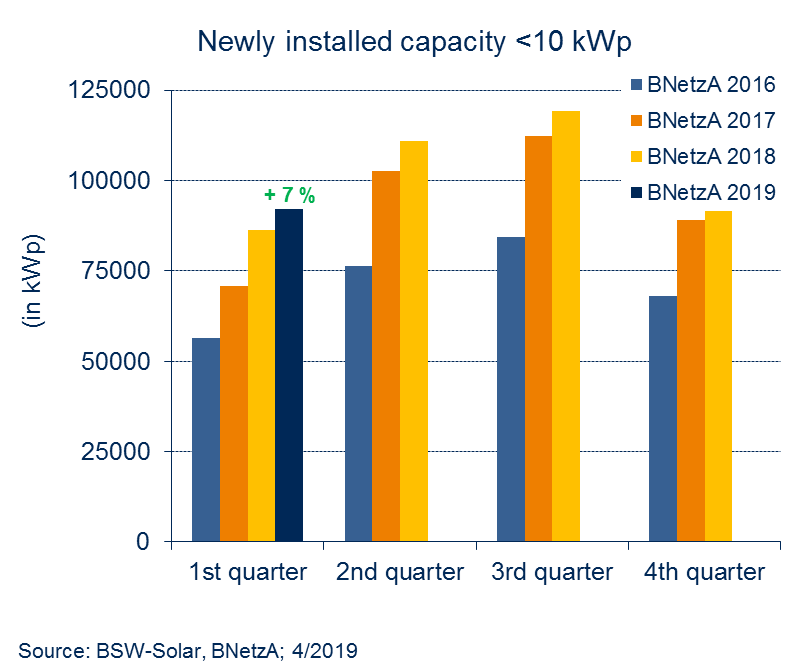 Newly installed capacity <10 kWp
125000
100000
75000
50000
25000
0
(in kWp)
BNetzA 2016
BNetzA 2017
BNetzA 2018
BNetzA 2019
+ 7 %
1st quarter
2nd quarter
3rd quarter
4th quarter
Source: BSW-Solar, BNetzA; 4/2019